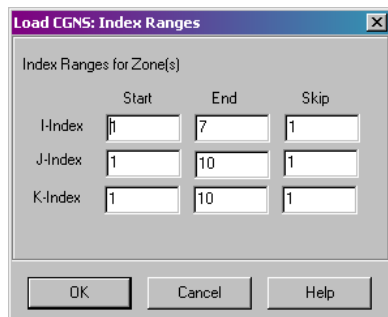 Load CGNS: Index Ranges
Index Ranges for Zone(s)
Start End Skip
I-Index 1 7 1
J-Index 1 10 1
K-Index 1 10 1
OK Cancel Help